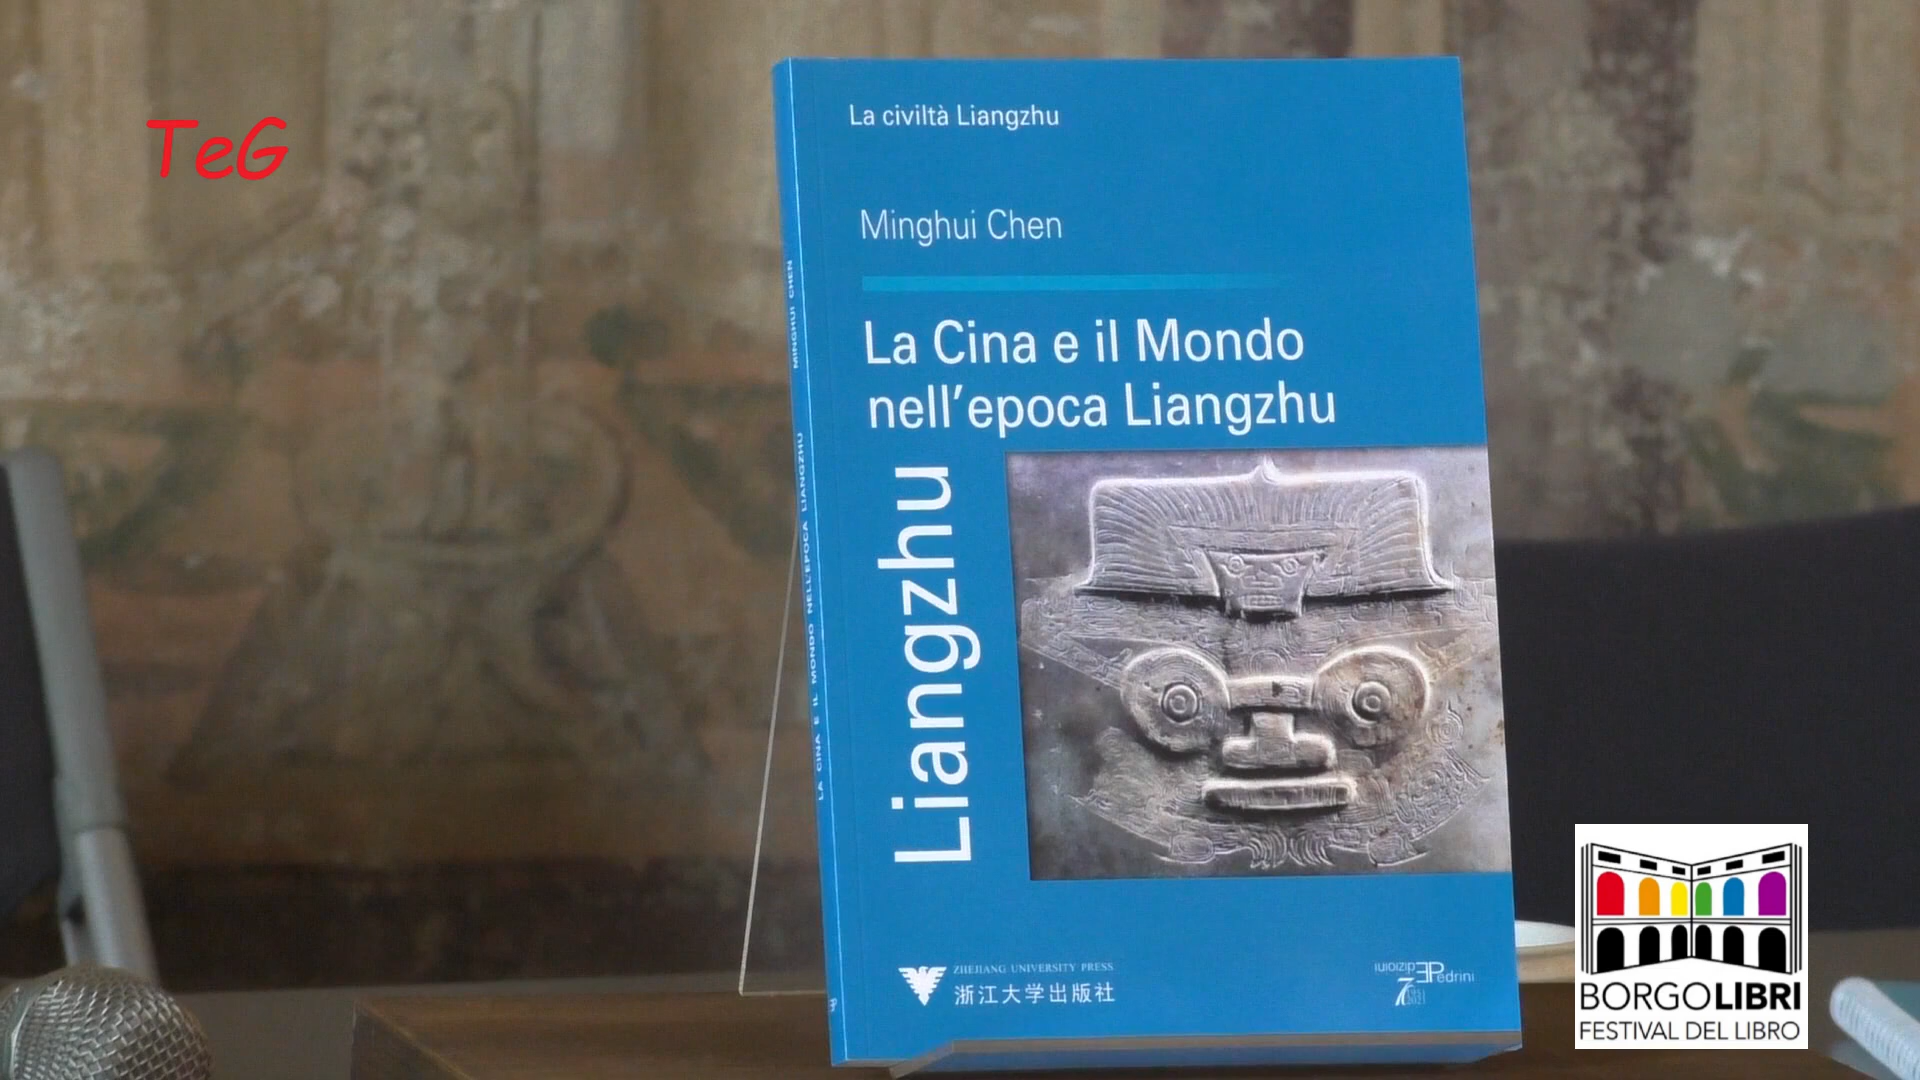 TeG
La civiltà Liangzhu
Minghui Chen
La Cina e il Mondo
nell'epoca Liangzhu
Liangzhu
MINGHUI CHEN
LA CINA E IL MONDO NELL'EPOCA LIANGZHU
ZHEJIANG UNIVERSITY PRESS
浙江大学出版社
Edizioni
Pedrini
BORGOLIBRI
FESTIVAL DEL LIBRO